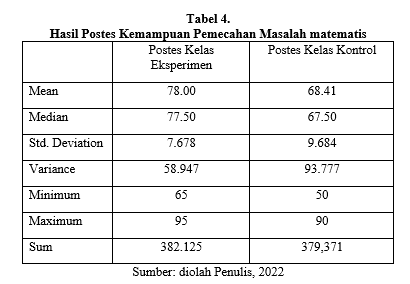 Tabel 4.
Hasil Postes Kemampuan Pemecahan Masalah matematis
Postes Kelas Eksperimen Postes Kelas Kontrol
Mean 78.00 68.41
Median 77.50 67.50
Std. Deviation 7.678 9.684
Variance 58.947 93.777
Minimum 65 50
Maximum 95 90
Sum 382.125 379,371
Sumber: diolah Penulis, 2022